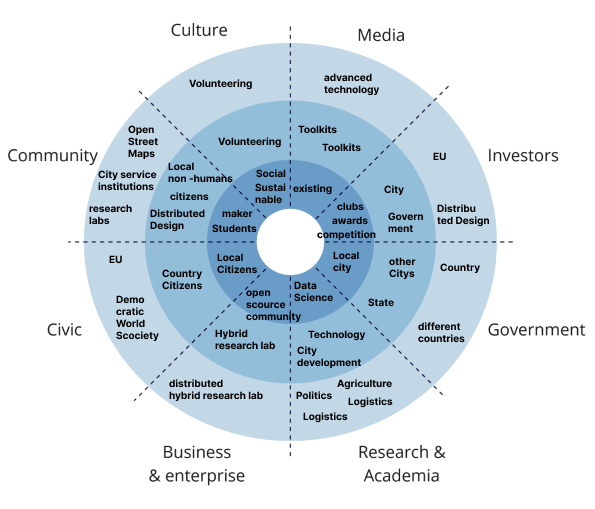 Culture
Media
Volunteering
advanced
technology
Open
Street
Maps
Toolkits
Volunteering
Toolkits
Community
EU
Investors
Local
non -humans
City service
institutions
Social
Sustai
nable
existing
City
citizens
research
labs
Distributed
Design
maker
Students
clubs
awards
competition
Govern
ment
Distribu
ted Design
EU
Country
Citizens
Local
Citizens
Local
city
other
Citys
Country
Demo
cratic
World
Scociety
open
scource
community
Data
Science
State
Civic
different
countries
Government
Hybrid
research lab
Technology
City
development
distributed
hybrid research lab
Agriculture
Politics
Logistics
Logistics
Business
& enterprise
Research &
Academia